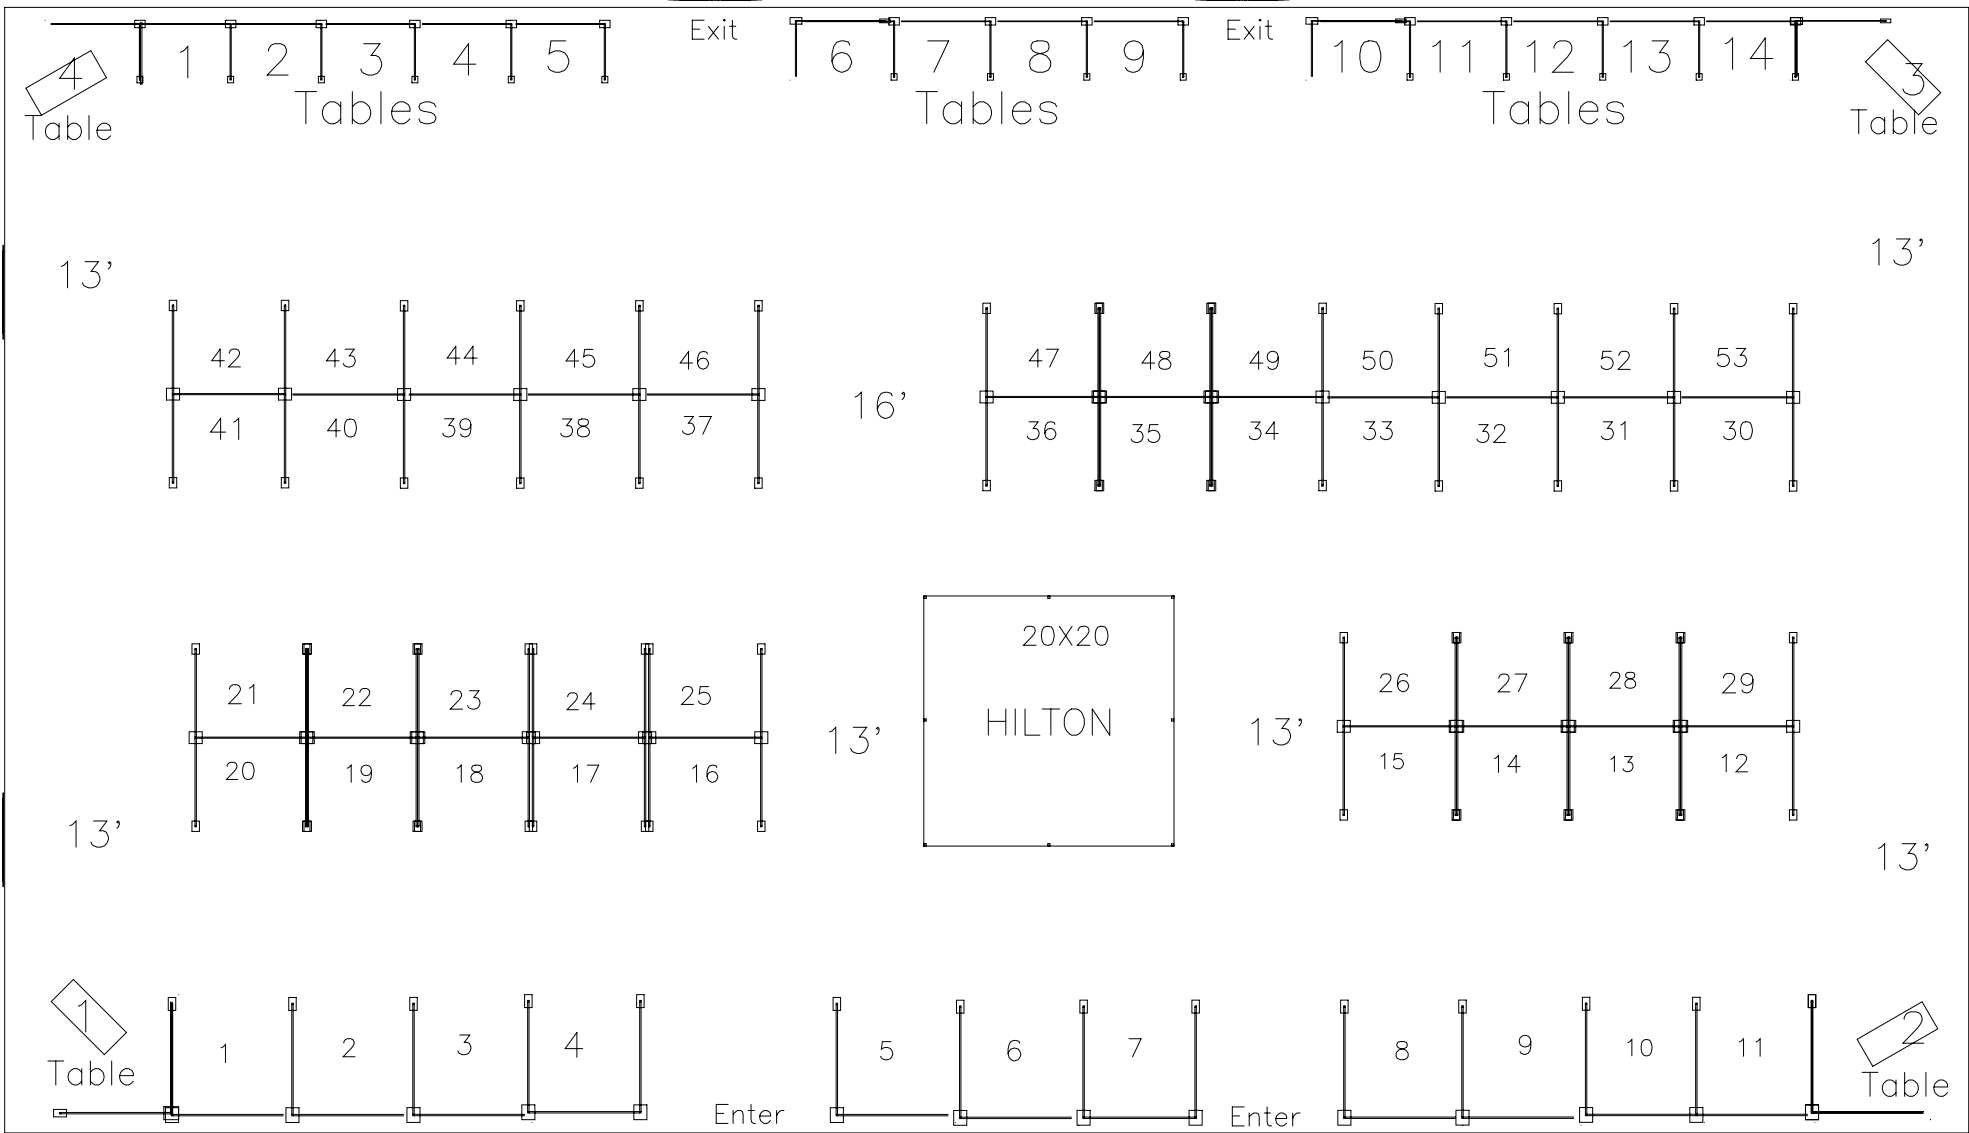 Exit Exit
4 1 2 3 4 5 6 7 8 9 10 11 12 13 14 3
Table Tables Tables Tables Table
13' 13'
42 43 44 45 46 47 48 49 50 51 52 53
16'
41 40 39 38 37 36 35 34 33 32 31 30
20X20
21 22 23 24 25 26 27 28 29
13' HILTON 13'
20 19 18 17 16 15 14 13 12
13' 13'
1 2
1 2 3 4 5 6 7 8 9 10 11
Table Table
Enter Enter